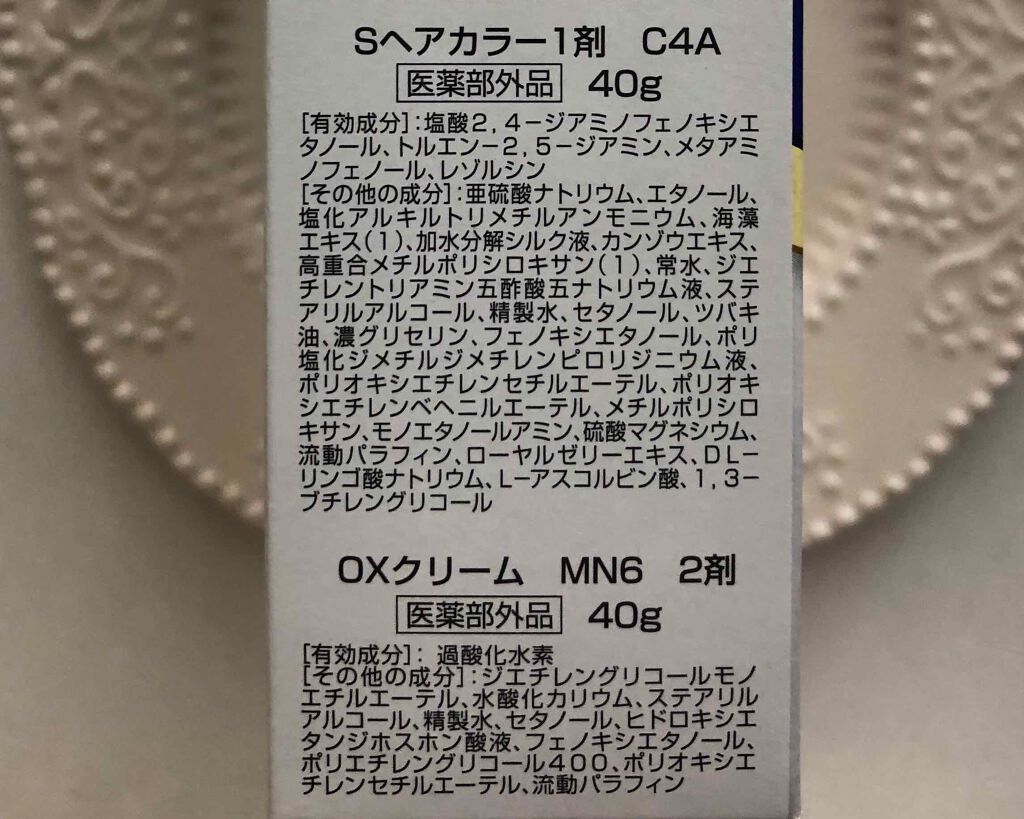 Sヘアカラー1剤 C4A
医薬部外品 40g
[有効成分]:塩酸2,4-ジアミノフェノキシエ
タノール、トルエン-2,5-ジアミン、メタアミ
ノフェノール、レゾルシン
[その他の成分]:亜硫酸ナトリウム、エタノール、
塩化アルキルトリメチルアンモニウム、海藻
エキス(1)、加水分解シルク液、カンゾウエキス、
高重合メチルポリシロキサン(1)、常水、ジエ
チレントリアミン五酢酸五ナトリウム液、ステ
アリルアルコール、精製水、セタノール、ツバキ
油、濃グリセリン、フェノキシエタノール、ポリ
塩化ジメチルジメチレンピロリジニウム液、
ポリオキシエチレンセチルエーテル、ポリオキ
シエチレンベヘニルエーテル、メチルポリシロ
キサン、モノエタノールアミン、硫酸マグネシウム、
流動パラフィン、ローヤルゼリーエキス、DL-
リンゴ酸ナトリウム、L-アスコルビン酸、1,3-
ブチレングリコール
OXクリーム MN6 2剤
医薬部外品 40g
[有効成分]: 過酸化水素
[その他の成分]:ジエチレングリコールモノ
エチルエーテル、水酸化カリウム、ステアリル
アルコール、精製水、セタノール、ヒドロキシエ
タンジホスホン酸液、フェノキシエタノール、
ポリエチレングリコール400、ポリオキシエ
チレンセチルエーテル、流動パラフィン